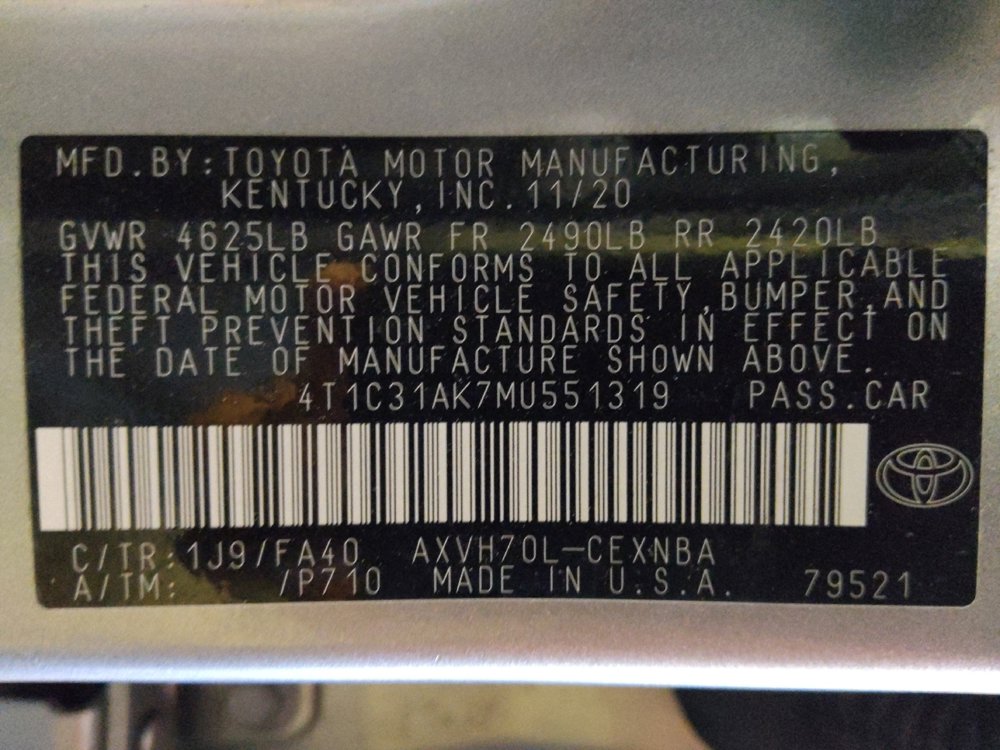 MFD.BY:TOYOTA MOTOR MANUFACTURING,
KENTUCKY,INC.11/20
GVWR 4625LB GAWR FR 2490LB RR 2420LB
THIS VEHICLE CONFORMS TO ALL APPLICABLE
FEDERAL MOTOR VEHICLE SAFETY,BUMPER,AND
THEFT PREVENTION STANDARDS IN EFFECT ON
THE DATE OF MANUFACTURE SHOWN ABOVE.
4T1C31AK7MU551319 PASS.CAR
C/TR:1J9/FA40 AXVH70L-CEXNBA
A/TM: /P710 MADE IN U.S.A. 79521